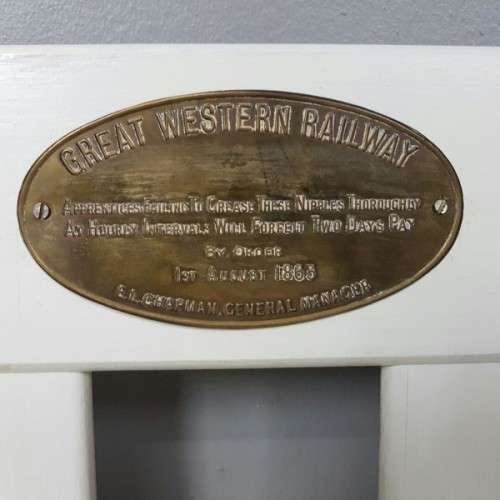 GREAT WESTERN RAILWAY
APPRENTICES FAILING TO GREASE THESE NIPPLES THOROUGHLY
AT HOURLY INTERVALS WILL FORFEIT TWO DAYS PAY
BY ORDER
1ST AUGUST 1865
E.L.CHAPMAN, GENERAL MANAGER